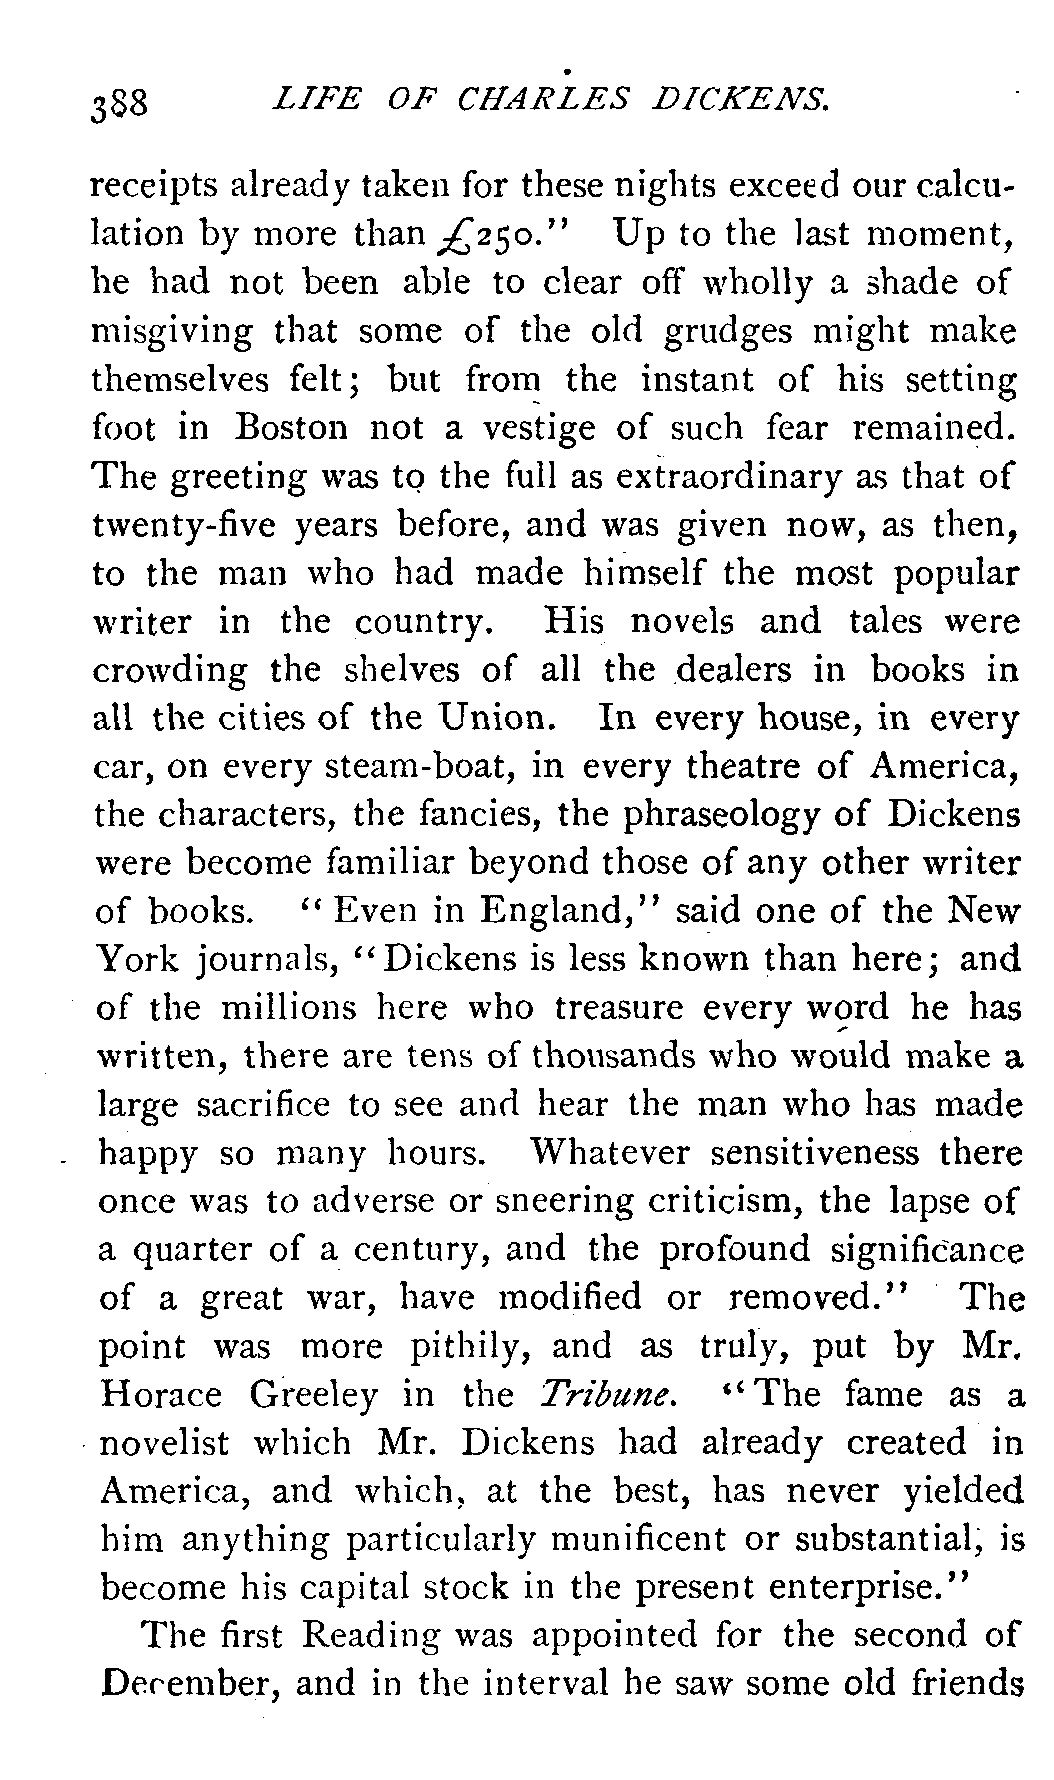 388 LIFE OF CHARLES DICKENS.
receipts already taken for these nights exceed our calcu-
lation by more than £250." Up to the last moment,
he had not been able to clear off wholly a shade of
misgiving that some of the old grudges might make
themselves felt; but from the instant of his setting
foot in Boston not a vestige of such fear remained.
The greeting was to the full as extraordinary as that of
twenty-five years before, and was given now, as then,
to the man who had made himself the most popular
writer in the country. His novels and tales were
crowding the shelves of all the dealers in books in
all the cities of the Union. In every house, in every
car, on every steam-boat, in every theatre of America,
the characters, the fancies, the phraseology of Dickens
were become familiar beyond those of any other writer
of books. "Even in England," said one of the New
York journals, "Dickens is less known than here; and
of the millions here who treasure every word he has
written, there are tens of thousands who would make a
large sacrifice to see and hear the man who has made
happy so many hours. Whatever sensitiveness there
once was to adverse or sneering criticism, the lapse of
a quarter of a century, and the profound significance
of a great war, have modified or removed." The
point was more pithily, and as truly, put by Mr.
Horace Greeley in the Tribune. "The fame as a
novelist which Mr. Dickens had already created in
America, and which, at the best, has never yielded
him anything particularly munificent or substantial, is
become his capital stock in the present enterprise."
The first Reading was appointed for the second of
December, and in the interval he saw some old friends